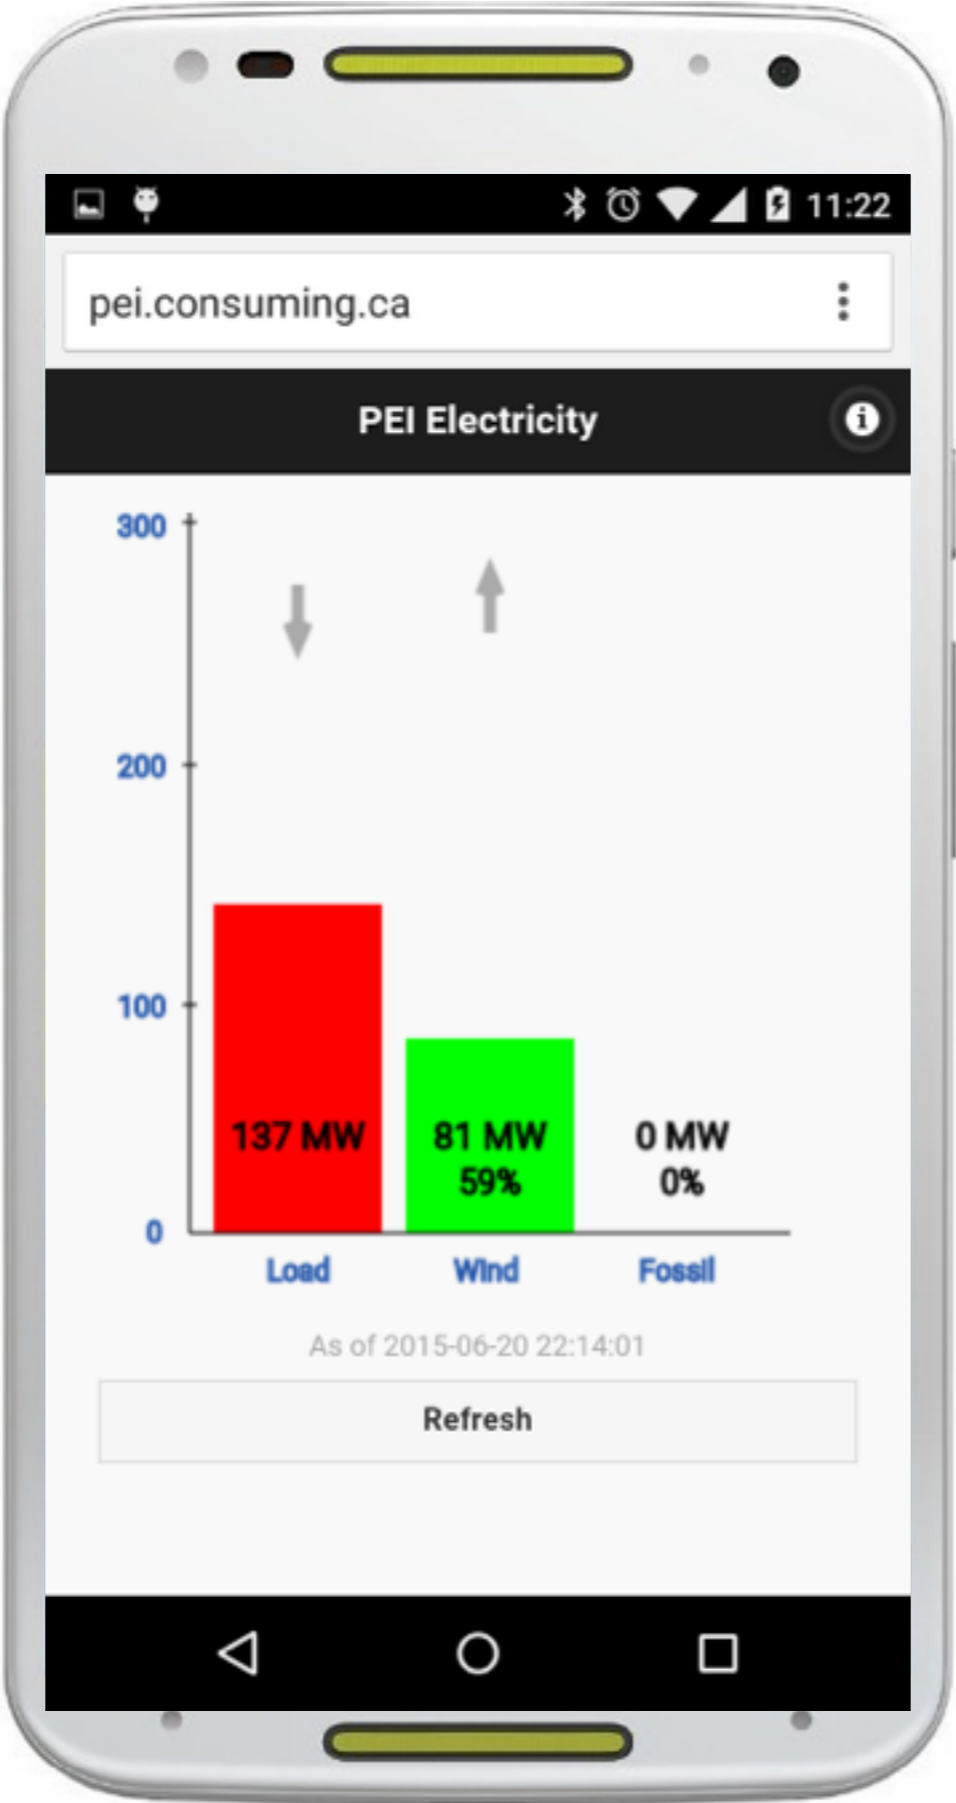 11:22
pei.consuming.ca
PEI Electricity
300
200
100
137 MW
81 MW
0 MW
59%
0%
0
Load
Wind
Fossil
As of 2015-06-20 22:14:01
Refresh